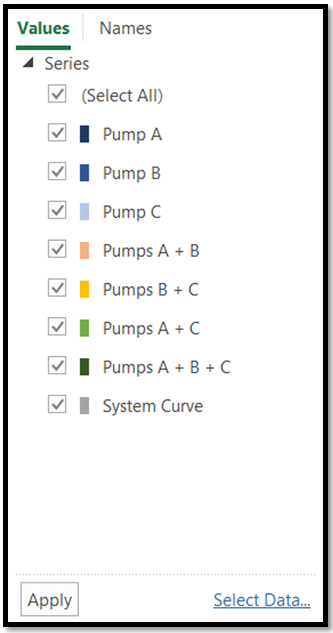 Values Names
Series
(Select All)
Pump A
Pump B
Pump C
Pumps A + B
Pumps B + C
Pumps A + C
Pumps A + B + C
System Curve
Apply Select Data...